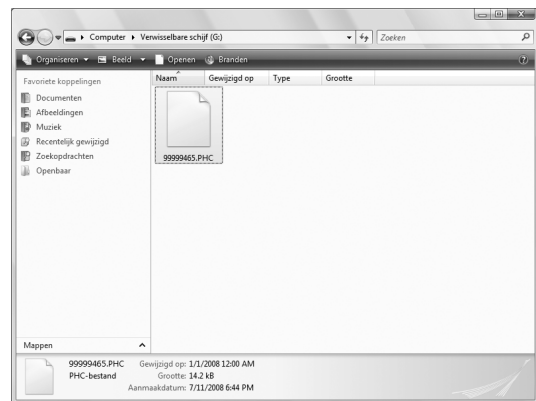 Computer ▸ Verwisselbare schijf (G:)
Zoeken
Organiseren Beeld Openen Branden
Favoriete koppelingen
Documenten
Afbeeldingen
Muziek
Recentelijk gewijzigd
Zoekopdrachten
Openbaar
Mappen
Naam Gewijzigd op Type Grootte
99999465.PHC
99999465.PHC Gewijzigd op: 1/1/2008 12:00 AM
PHC-bestand Grootte: 14.2 kB
Aanmaakdatum: 7/11/2008 6:44 PM